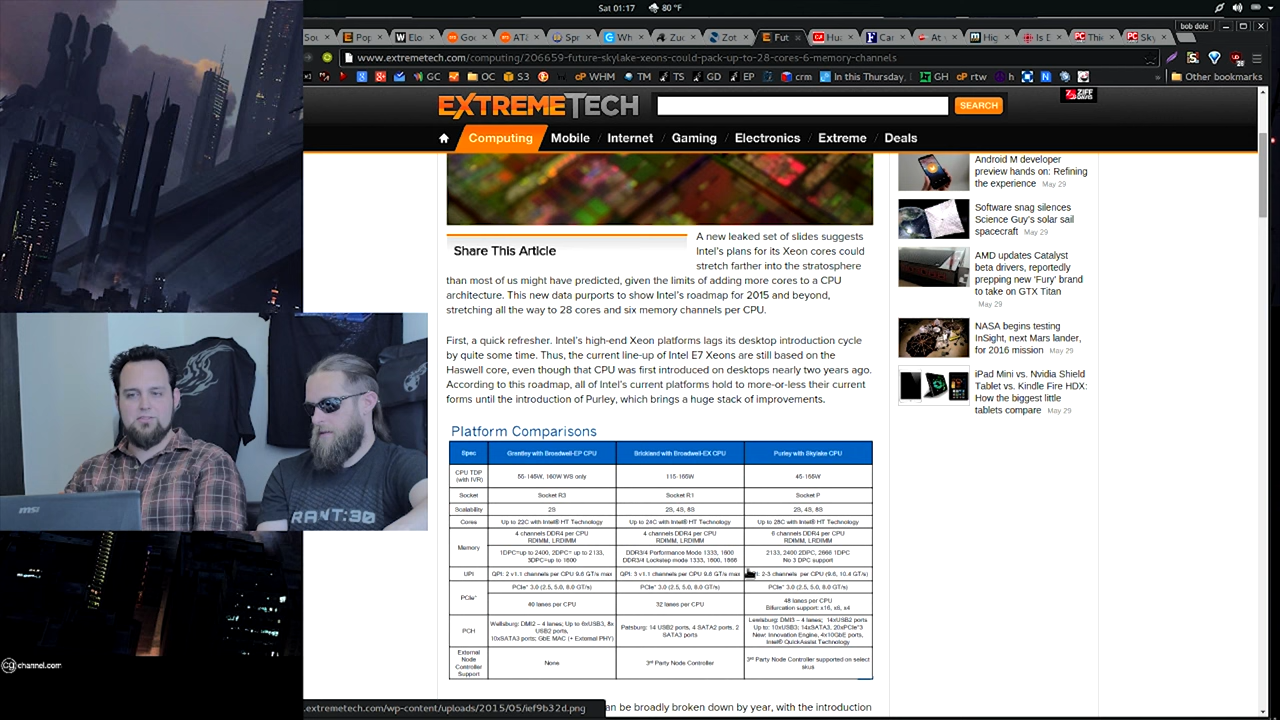 Sat 01:17
80 °F
bob dole
www.extremetech.com/computing/206659-future-skylake-xeons-could-pack-up-to-28-cores-6-memory-channels
OC
S3
WHM
TM
TS
GD
EP
crm
In this Thursday,
GH
rtw
Other bookmarks
EXTREMETECH
SEARCH
ZIFF DAVIS
Computing
Mobile
Internet
Gaming
Electronics
Extreme
Deals
Share This Article
A new leaked set of slides suggests
Intel's plans for its Xeon cores could
stretch farther into the stratosphere
than most of us might have predicted, given the limits of adding more cores to a CPU
architecture. This new data purports to show Intel's roadmap for 2015 and beyond,
stretching all the way to 28 cores and six memory channels per CPU.
First, a quick refresher. Intel's high-end Xeon platforms lags its desktop introduction cycle
by quite some time. Thus, the current line-up of Intel E7 Xeons are still based on the
Haswell core, even though that CPU was first introduced on desktops nearly two years ago.
According to this roadmap, all of Intel's current platforms hold to more-or-less their current
forms until the introduction of Purley, which brings a huge stack of improvements.
Platform Comparisons
Spec
Grantley with Broadwell-EP CPU
Brickland with Broadwell-EX CPU
Purley with Skylake CPU
CPU TDP
(with IVR)
55-145W, 160W WS only
115-165W
45-165W
Socket
Socket R3
Socket R1
Socket P
Scalability
2S
2S, 4S, 8S
2S, 4S, 8S
Cores
Up to 22C with Intel® HT Technology
Up to 24C with Intel® HT Technology
Up to 28C with Intel® HT Technology
Memory
4 channels DDR4 per CPU
RDIMM, LRDIMM
4 channels DDR4 per CPU
RDIMM, LRDIMM
6 channels DDR4 per CPU
RDIMM, LRDIMM
1DPC=up to 2400, 2DPC= up to 2133,
3DPC=up to 1600
DDR3/4 Performance Mode 1333, 1600
DDR3/4 Lockstep mode 1333, 1600, 1866
2133, 2400 2DPC, 2666 1DPC
No 3 DPC support
UPI
QPI: 2 v1.1 channels per CPU 9.6 GT/s max
QPI: 3 v1.1 channels per CPU 9.6 GT/s max
2-3 channels per CPU (9.6, 10.4 GT/s)
PCIe*
PCIe* 3.0 (2.5, 5.0, 8.0 GT/s)
PCIe* 3.0 (2.5, 5.0, 8.0 GT/s)
PCIe* 3.0 (2.5, 5.0, 8.0 GT/s)
40 lanes per CPU
32 lanes per CPU
48 lanes per CPU
Bifurcation support: x16, x8, x4
PCH
Wellsburg: DMI2 – 4 lanes; Up to 6xUSB3, 8x
USB2 ports,
10xSATA3 ports; GbE MAC (+ External PHY)
Patsburg: 14 USB2 ports, 4 SATA2 ports, 2
SATA3 ports
Lewisburg: DMI3 – 4 lanes; 14xUSB2 ports
Up to: 10xUSB3; 14xSATA3, 20xPCIe*3
New: Innovation Engine, 4x10GbE ports,
Intel® QuickAssist Technology
External
Node
Controller
Support
None
3rd Party Node Controller
3rd Party Node Controller supported on select
skus
an be broadly broken down by year, with the introduction
.extremetech.com/wp-content/uploads/2015/05/ief9b32d.png
Android M developer
preview hands on: Refining
the experience May 29
Software snag silences
Science Guy's solar sail
spacecraft May 29
AMD updates Catalyst
beta drivers, reportedly
prepping new 'Fury' brand
to take on GTX Titan
May 29
NASA begins testing
InSight, next Mars lander,
for 2016 mission May 29
iPad Mini vs. Nvidia Shield
Tablet vs. Kindle Fire HDX:
How the biggest little
tablets compare May 29
msi
RANT:30
channel.com